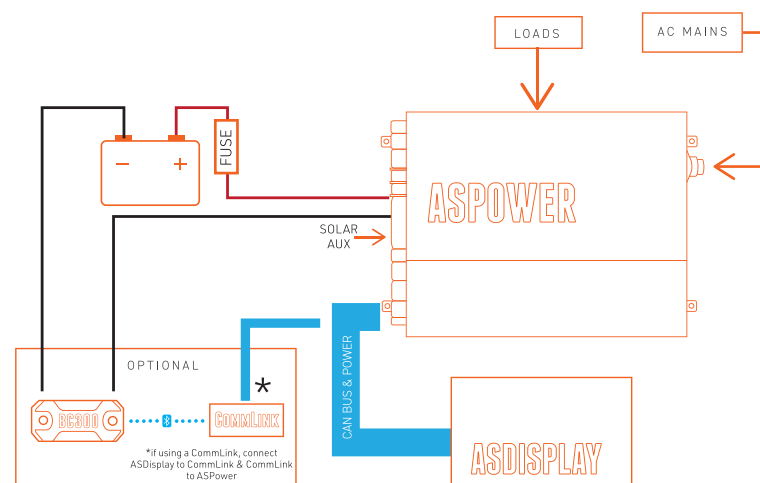 LOADS
AC MAINS
FUSE
−
+
ASPOWER
SOLAR
AUX
CAN BUS & POWER
OPTIONAL
*
BC300
COMMLINK
*if using a CommLink, connect
ASDisplay to CommLink & CommLink
to ASPower
ASDISPLAY